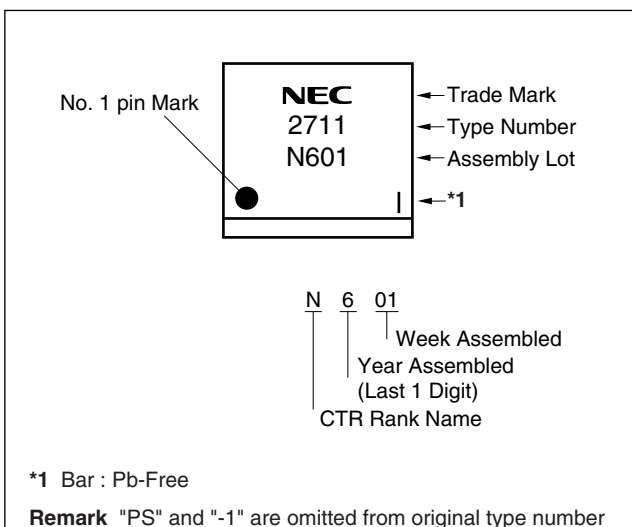 No. 1 pin Mark
NEC
2711
N601
Trade Mark
Type Number
Assembly Lot
*1
N 6 01
Week Assembled
Year Assembled
(Last 1 Digit)
CTR Rank Name
*1 Bar : Pb-Free
Remark "PS" and "-1" are omitted from original type number